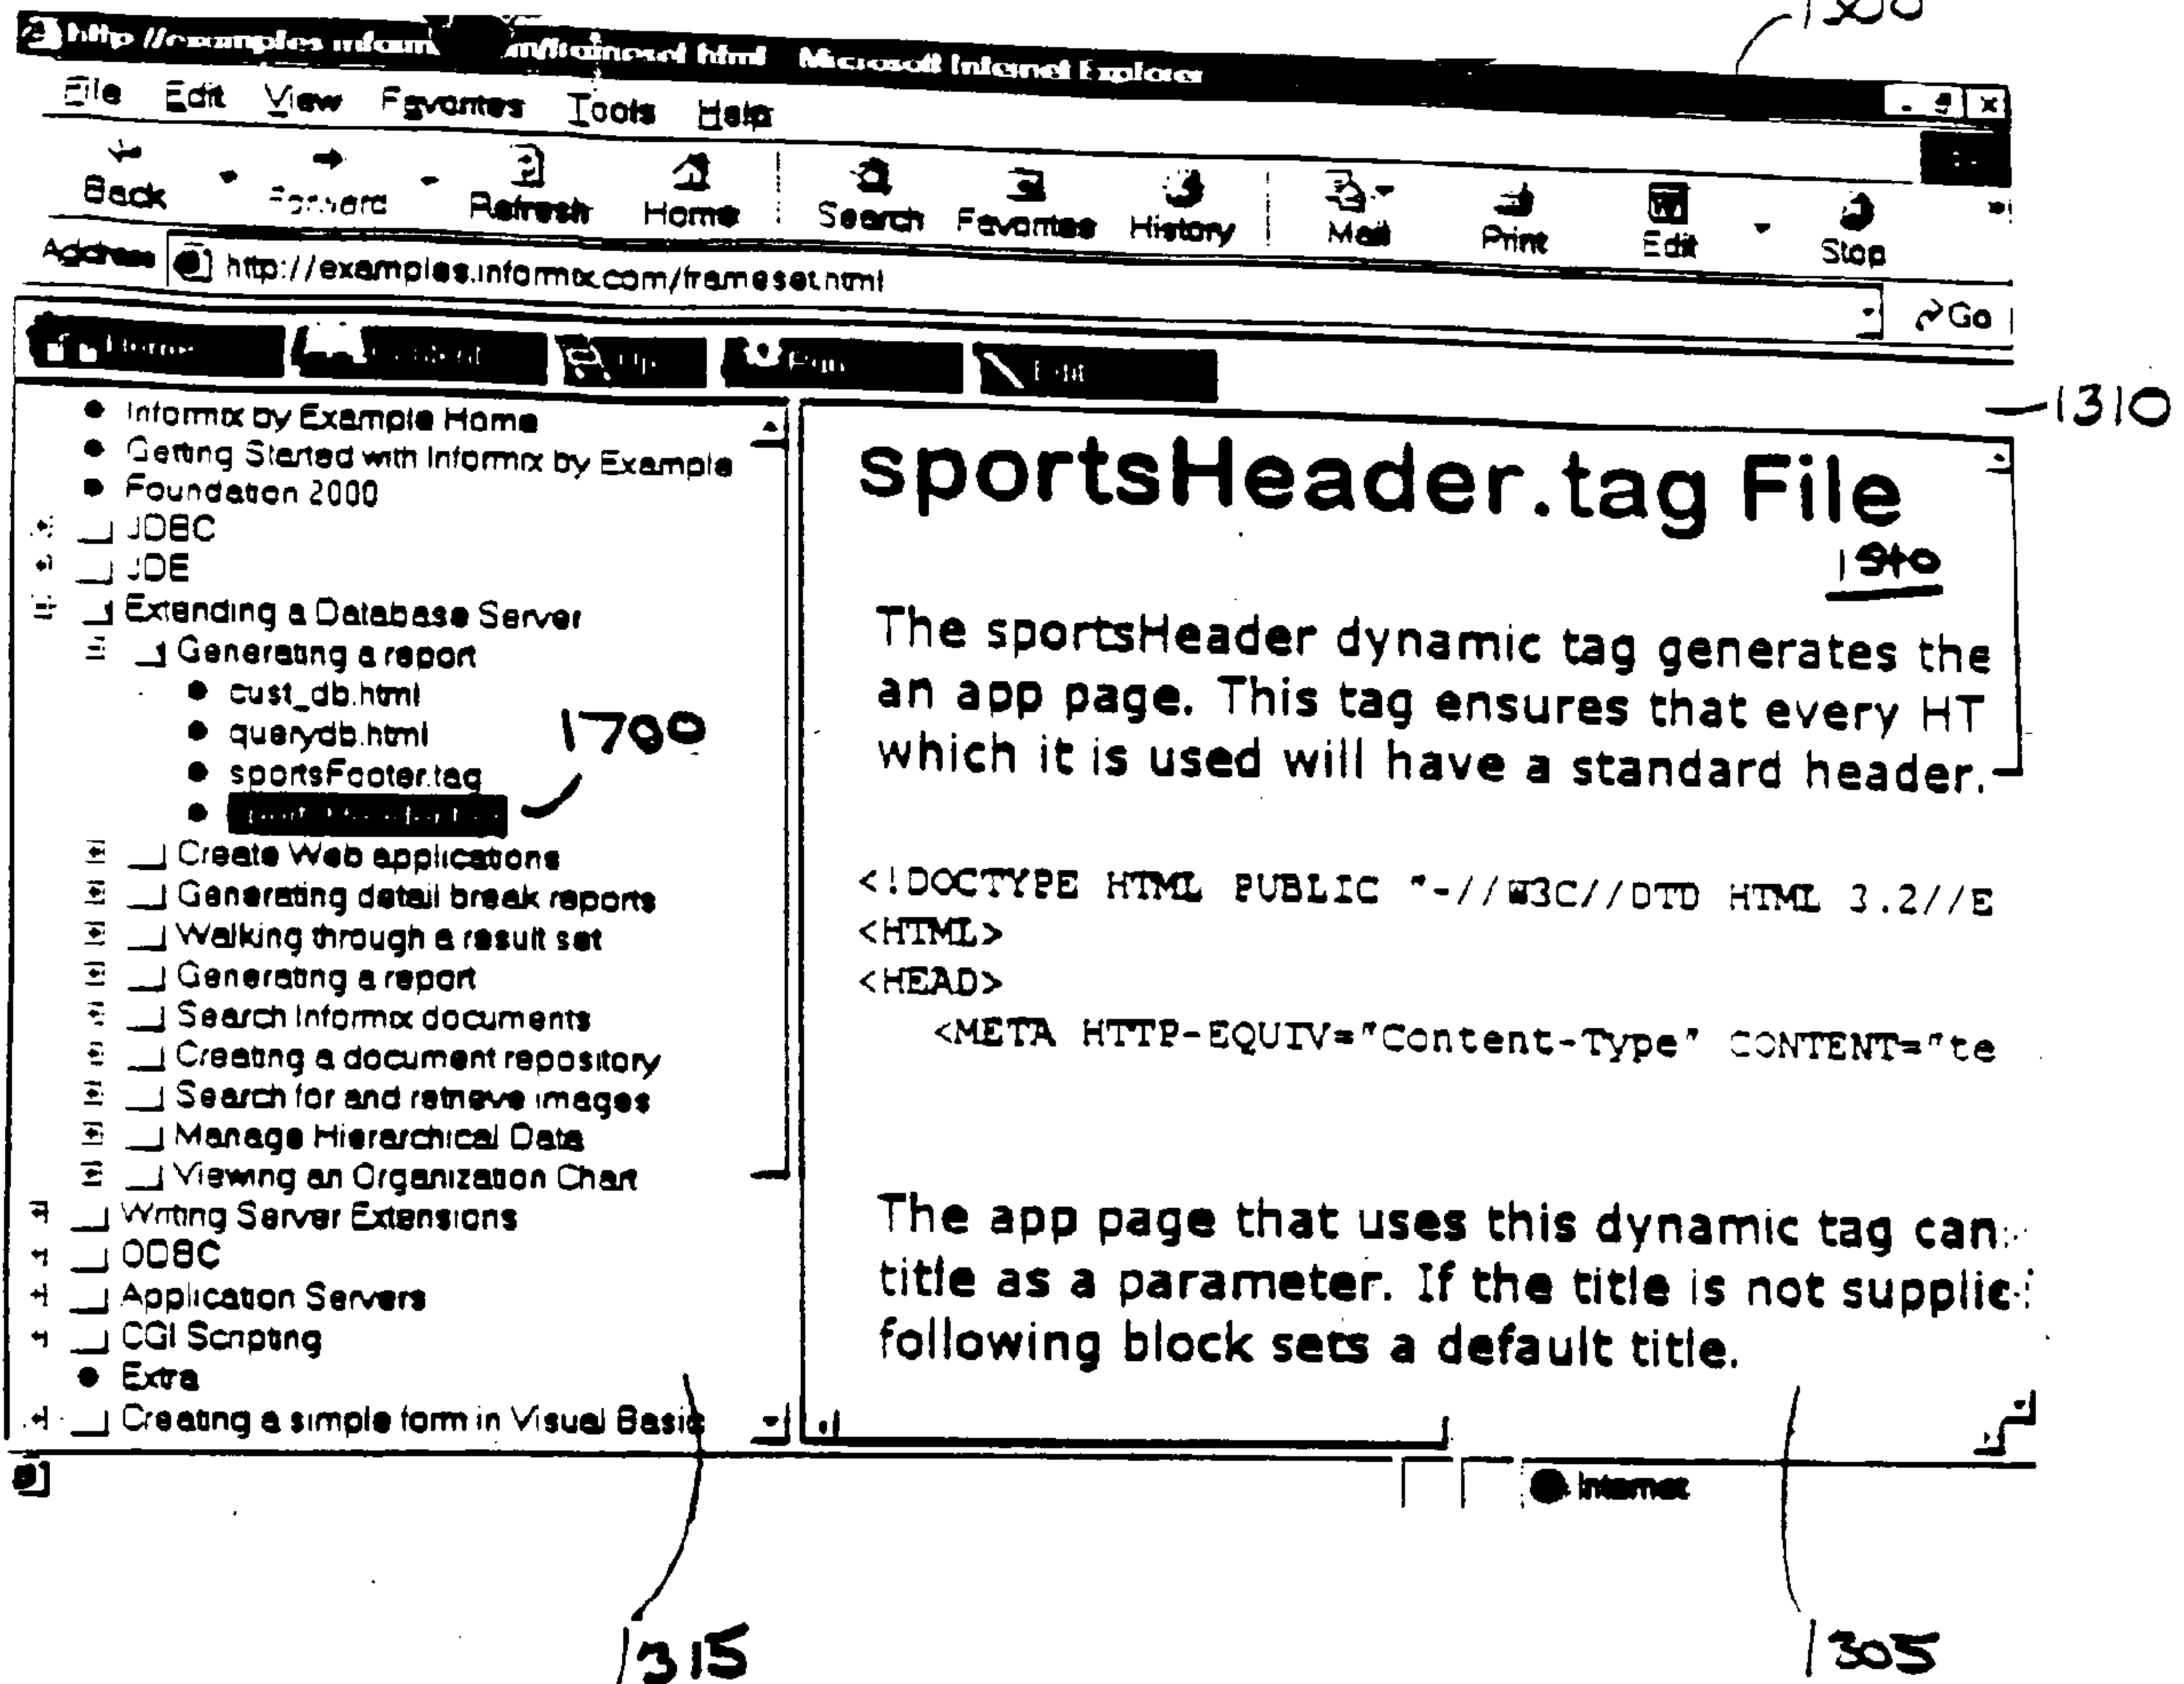 Microsoft Internet Explorer
File Edit View Favorites Tools Help
Back Forward Refresh Home Search Favorites History Mail Print Edit Stop
Address http://examples.informix.com/frameset.html
Go
Home Up Edit
1310
Informix by Example Home
Getting Started with Informix by Example
Foundation 2000
JDBC
JDE
Extending a Database Server
Generating a report
cust_db.html
querydb.html
1700
sportsFooter.tag
Create Web applications
Generating detail break reports
Walking through a result set
Generating a report
Search Informix documents
Creating a document repository
Search for and retrieve images
Manage Hierarchical Data
Viewing an Organization Chart
Writing Server Extensions
ODBC
Application Servers
CGI Scripting
Extra
Creating a simple form in Visual Basic
sportsHeader.tag File
The sportsHeader dynamic tag generates the
an app page. This tag ensures that every HT
which it is used will have a standard header.
<!DOCTYPE HTML PUBLIC "-//W3C//DTD HTML 3.2//E
<HTML>
<HEAD>
<META HTTP-EQUIV="Content-Type" CONTENT="te
The app page that uses this dynamic tag can
title as a parameter. If the title is not supplie
following block sets a default title.
Internet
1315
1305